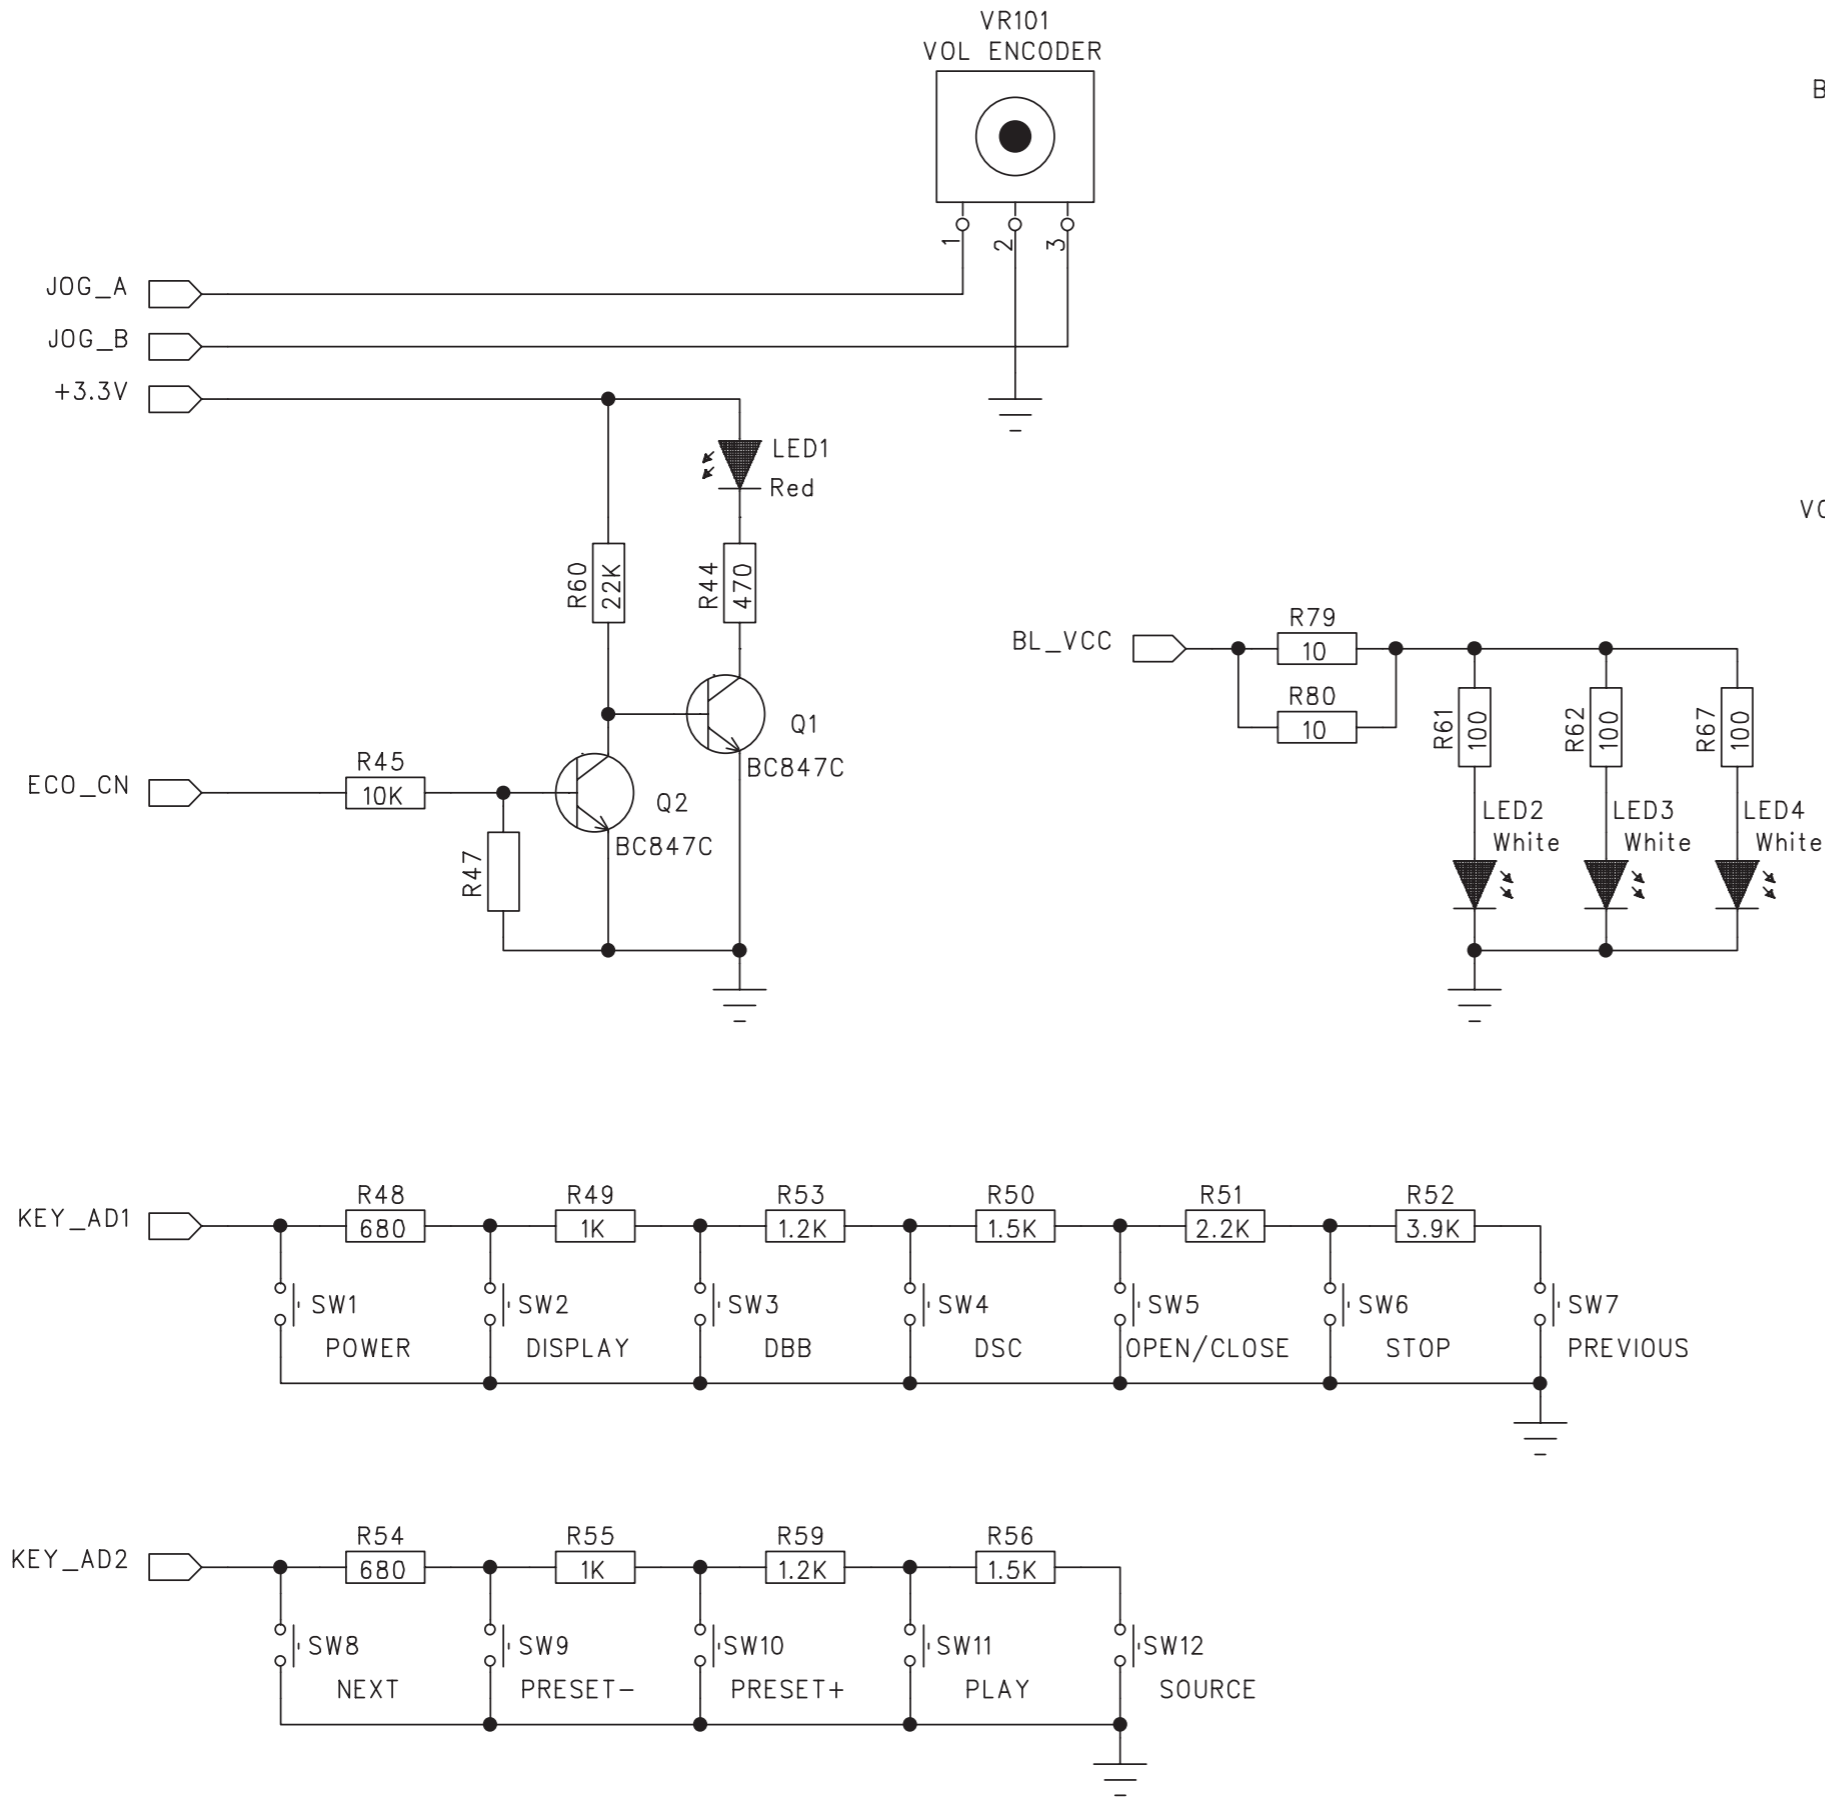 VR101
VOL ENCODER
B
1
2
3
JOG_A
JOG_B
+3.3V
LED1
Red
VC
R60
22K
R44
470
BL_VCC
R79
10
R80
10
R61
100
R62
100
R67
100
Q1
BC847C
ECO_CN
R45
10K
Q2
BC847C
R47
LED2
White
LED3
White
LED4
White
KEY_AD1
R48
680
R49
1K
R53
1.2K
R50
1.5K
R51
2.2K
R52
3.9K
SW1
POWER
SW2
DISPLAY
SW3
DBB
SW4
DSC
SW5
OPEN/CLOSE
SW6
STOP
SW7
PREVIOUS
KEY_AD2
R54
680
R55
1K
R59
1.2K
R56
1.5K
SW8
NEXT
SW9
PRESET-
SW10
PRESET+
SW11
PLAY
SW12
SOURCE